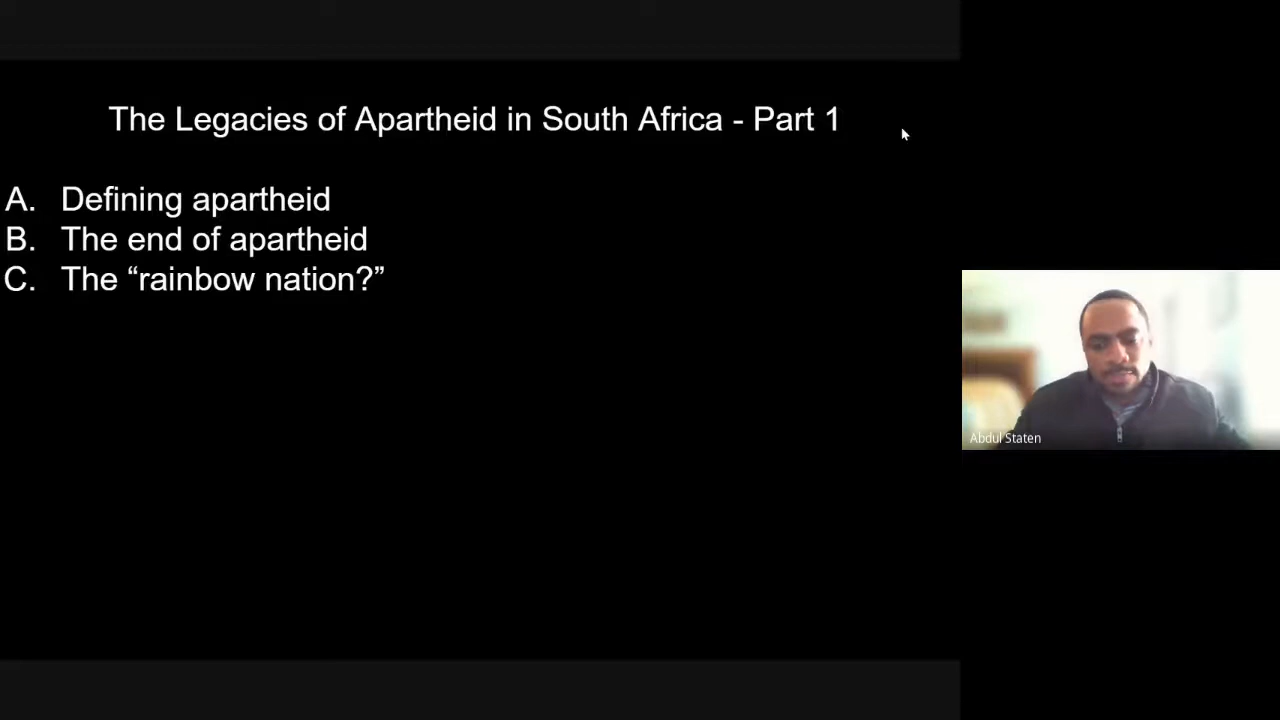 The Legacies of Apartheid in South Africa - Part 1
A. Defining apartheid
B. The end of apartheid
C. The “rainbow nation?”
Abdul Staten